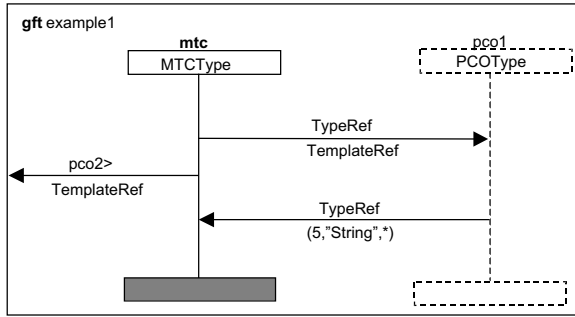 gft example1
mtc
MTCType
pco1
PCOType
TypeRef
TemplateRef
pco2>
TemplateRef
TypeRef
(5,”String”,*)